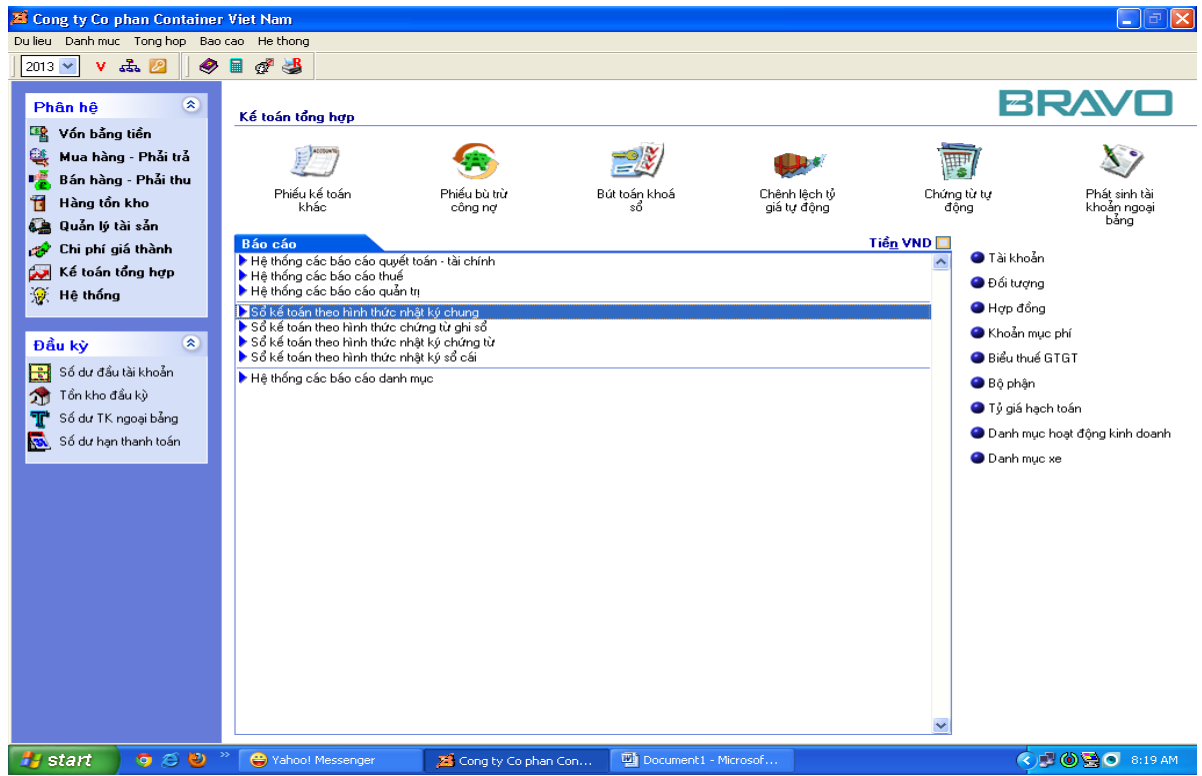 Cong ty Co phan Container Viet Nam
Du lieu Danh muc Tong hop Bao cao He thong
2013
BRAVO
Phân hệ
Vốn bằng tiền
Mua hàng - Phải trả
Bán hàng - Phải thu
Hàng tồn kho
Quản lý tài sản
Chi phí giá thành
Kế toán tổng hợp
Hệ thống
Đầu kỳ
Số dư đầu tài khoản
Tồn kho đầu kỳ
Số dư TK ngoại bảng
Số dư hạn thanh toán
Kế toán tổng hợp
Phiếu kế toán
khác
Phiếu bù trừ
công nợ
Bút toán khoá
sổ
Chênh lệch tỷ
giá tự động
Chứng từ tự
động
Phát sinh tài
khoản ngoại
bảng
Báo cáo
Tiền VND
Hệ thống các báo cáo quyết toán - tài chính
Hệ thống các báo cáo thuế
Hệ thống các báo cáo quản trị
Sổ kế toán theo hình thức nhật ký chung
Sổ kế toán theo hình thức chứng từ ghi sổ
Sổ kế toán theo hình thức nhật ký chứng từ
Sổ kế toán theo hình thức nhật ký sổ cái
Hệ thống các báo cáo danh mục
Tài khoản
Đối tượng
Hợp đồng
Khoản mục phí
Biểu thuế GTGT
Bộ phận
Tỷ giá hạch toán
Danh mục hoạt động kinh doanh
Danh mục xe
start
Yahoo! Messenger
Cong ty Co phan Con...
Document1 - Microsof...
8:19 AM